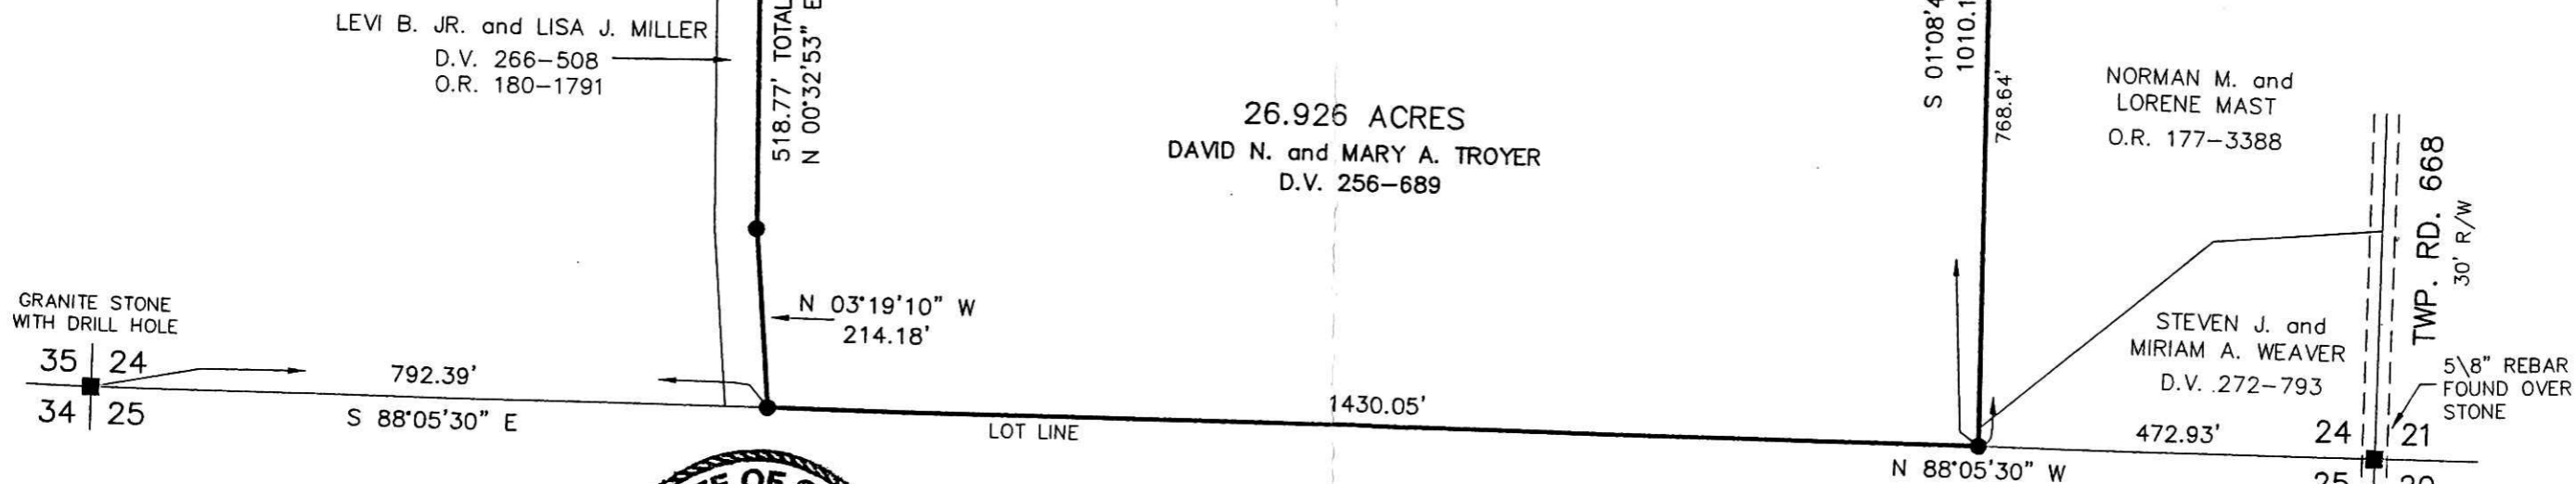 LEVI B. JR. and LISA J. MILLER
D.V. 266-508
O.R. 180-1791
518.77' TOTAL
N 00°32'53" E
26.926 ACRES
DAVID N. and MARY A. TROYER
D.V. 256-689
S 01°08'4
1010.1
768.64'
NORMAN M. and
LORENE MAST
O.R. 177-3388
TWP. RD. 668
30' R/W
GRANITE STONE
WITH DRILL HOLE
35 24
34 25
792.39'
S 88°05'30" E
N 03°19'10" W
214.18'
1430.05'
LOT LINE
STEVEN J. and
MIRIAM A. WEAVER
D.V. .272-793
5\8" REBAR
FOUND OVER
STONE
472.93'
N 88°05'30" W
24 21
25 20